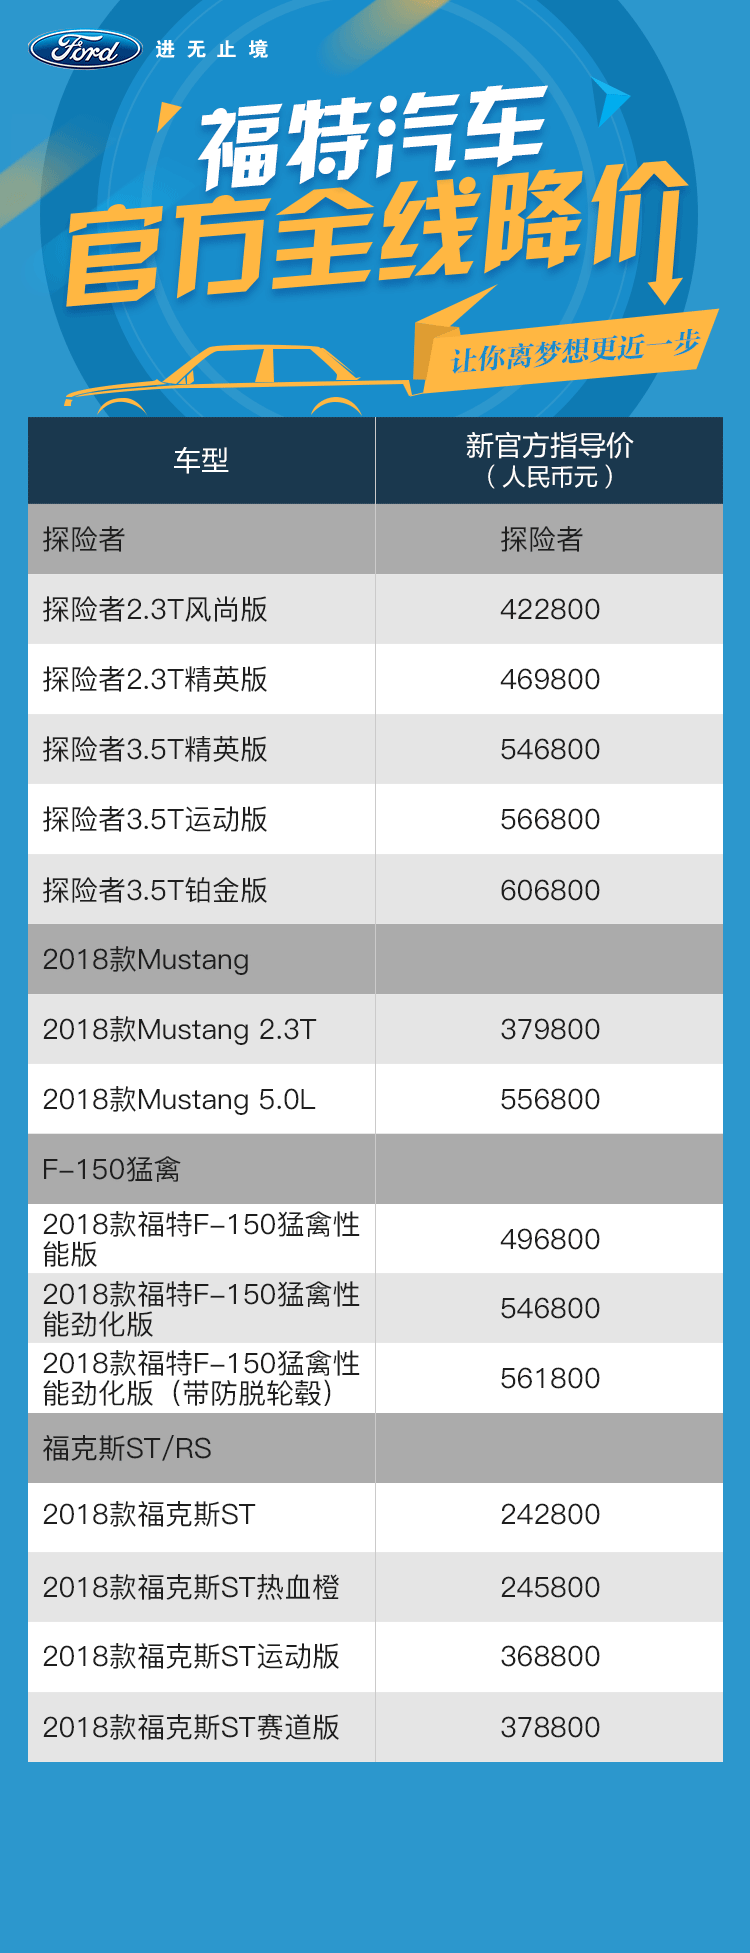 Ford 进无止境
福特汽车
官方全线降价
让你离梦想更近一步
车型 新官方指导价
（人民币元）
探险者 探险者
探险者2.3T风尚版 422800
探险者2.3T精英版 469800
探险者3.5T精英版 546800
探险者3.5T运动版 566800
探险者3.5T铂金版 606800
2018款Mustang
2018款Mustang 2.3T 379800
2018款Mustang 5.0L 556800
F-150猛禽
2018款福特F-150猛禽性
能版 496800
2018款福特F-150猛禽性
能劲化版 546800
2018款福特F-150猛禽性
能劲化版（带防脱轮毂） 561800
福克斯ST/RS
2018款福克斯ST 242800
2018款福克斯ST热血橙 245800
2018款福克斯ST运动版 368800
2018款福克斯ST赛道版 378800